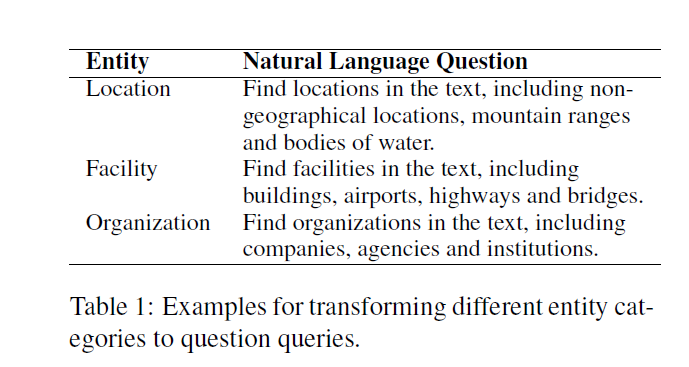 Entity Natural Language Question
Location Find locations in the text, including non-
geographical locations, mountain ranges
and bodies of water.
Facility Find facilities in the text, including
buildings, airports, highways and bridges.
Organization Find organizations in the text, including
companies, agencies and institutions.
Table 1: Examples for transforming different entity cat-
egories to question queries.